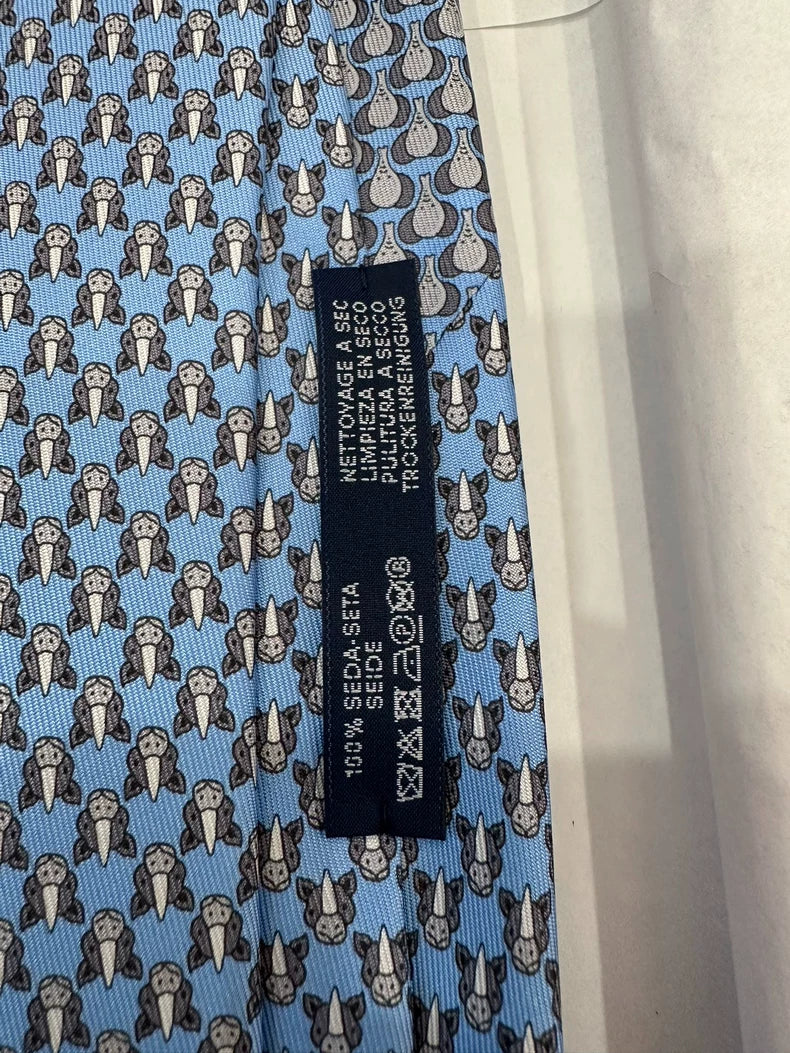 NETTOYAGE A SEC
LIMPIEZA EN SECO
PULITURA A SECCO
TROCKENREINIGUNG
100% SEDA-SETA
SEIDE
P